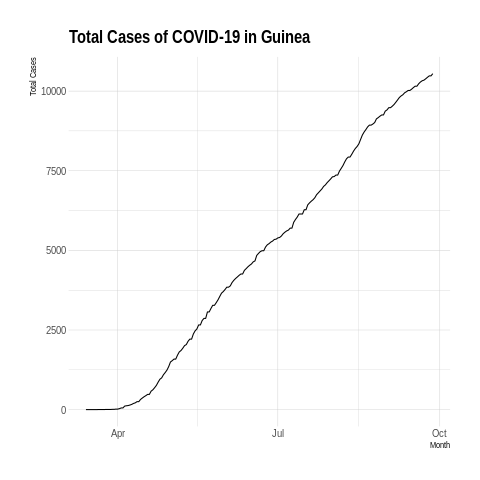 Total Cases of COVID-19 in Guinea
Total Cases
10000
7500
5000
2500
0
Apr
Jul
Oct
Month